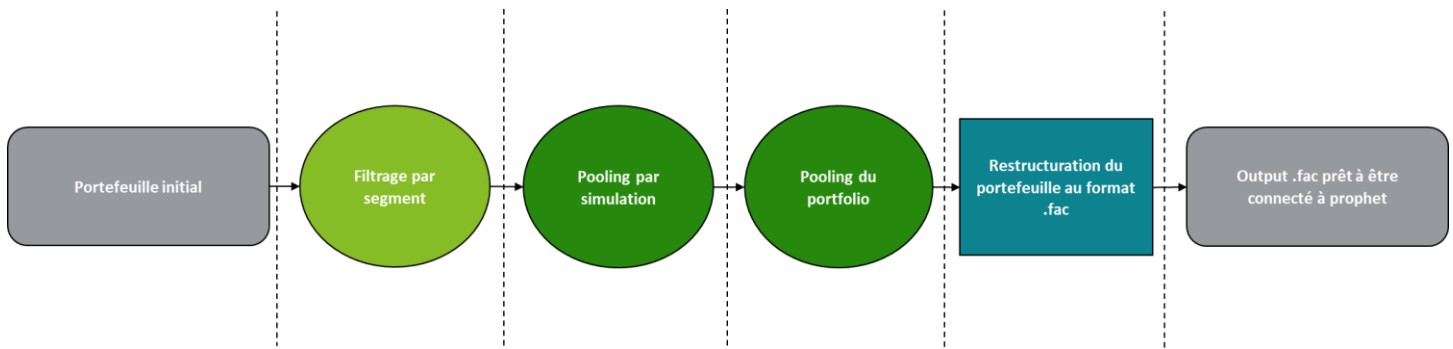 Portefeuille initial
Filtrage par
segment
Pooling par
simulation
Pooling du
portfolio
Restructuration du
portefeuille au format
.fac
Output .fac prêt à être
connecté à prophet